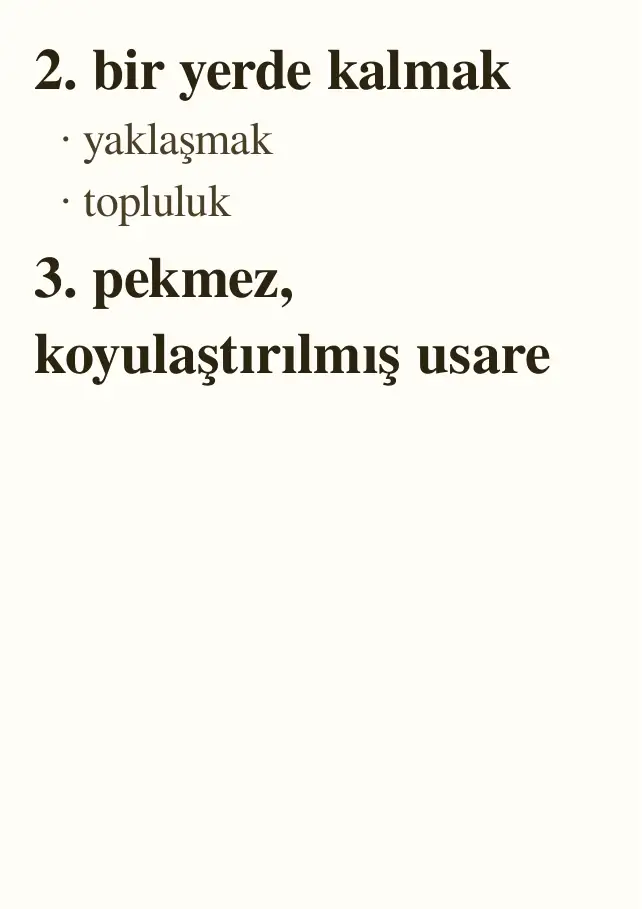 2. bir yerde kalmak
· yaklaşmak
· topluluk
3. pekmez,
koyulaştırılmış usare